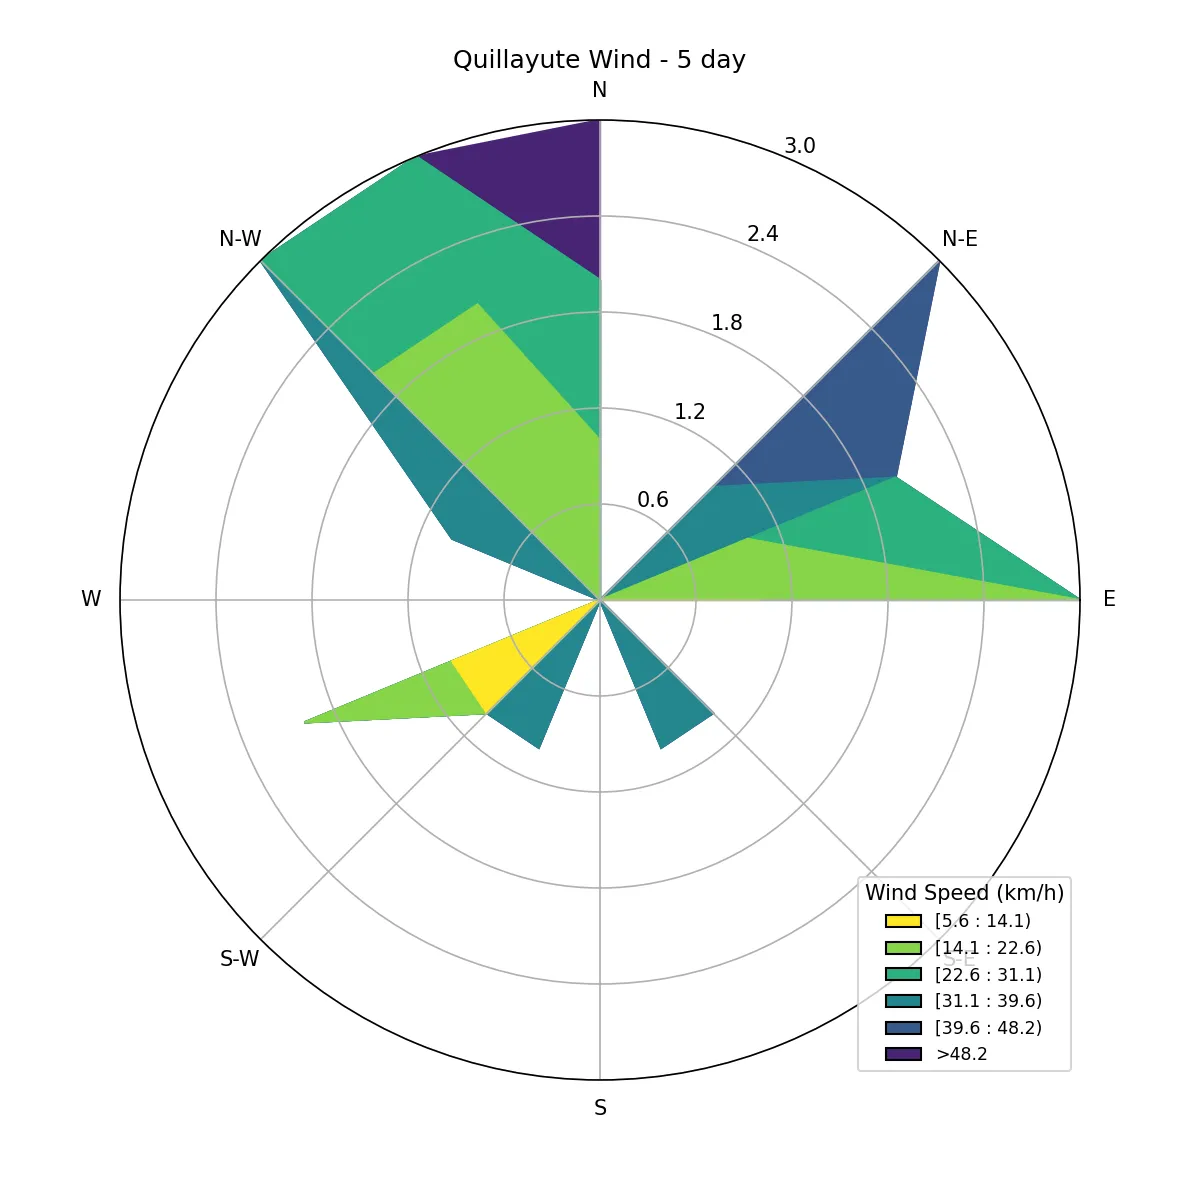 Quillayute Wind - 5 day
N
3.0
N-W
2.4
N-E
1.8
1.2
0.6
W
E
Wind Speed (km/h)
[5.6 : 14.1)
[14.1 : 22.6)
S-W
S-E
[22.6 : 31.1)
[31.1 : 39.6)
[39.6 : 48.2)
>48.2
S